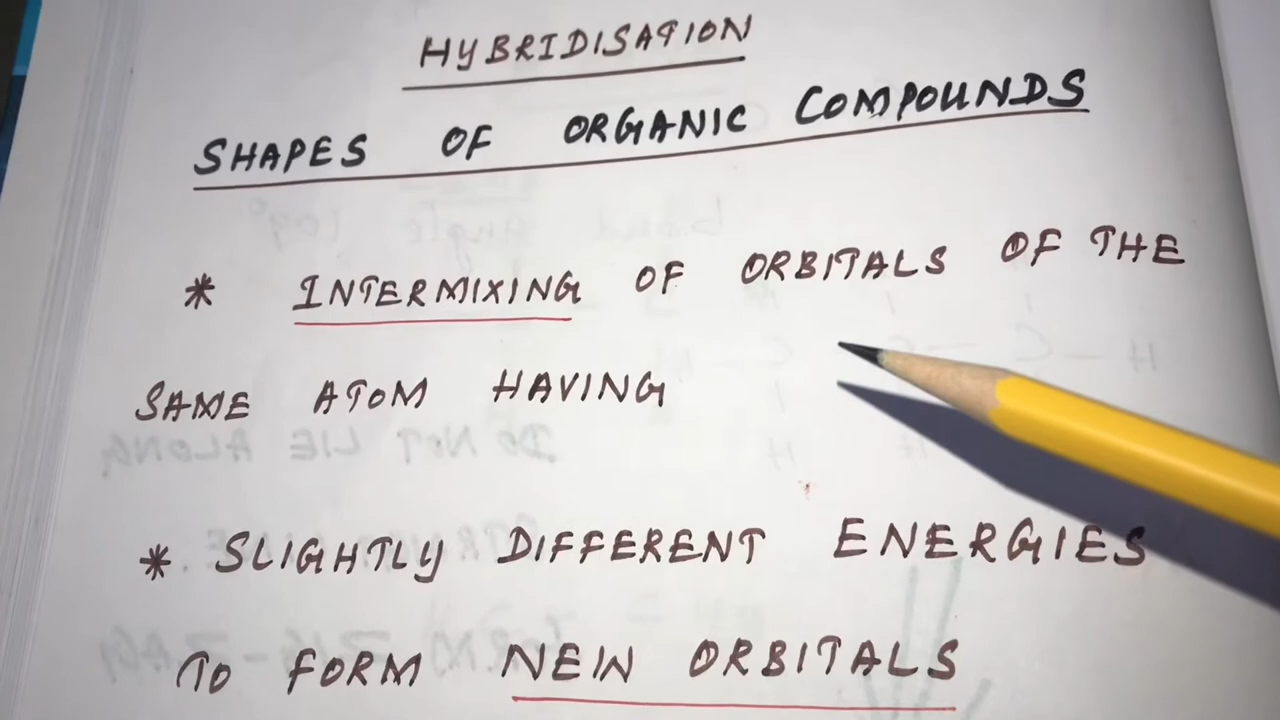 HYBRIDISATION
SHAPES OF ORGANIC COMPOUNDS
* INTERMIXING OF ORBITALS OF THE
SAME ATOM HAVING
* SLIGHTLY DIFFERENT ENERGIES
TO FORM NEW ORBITALS